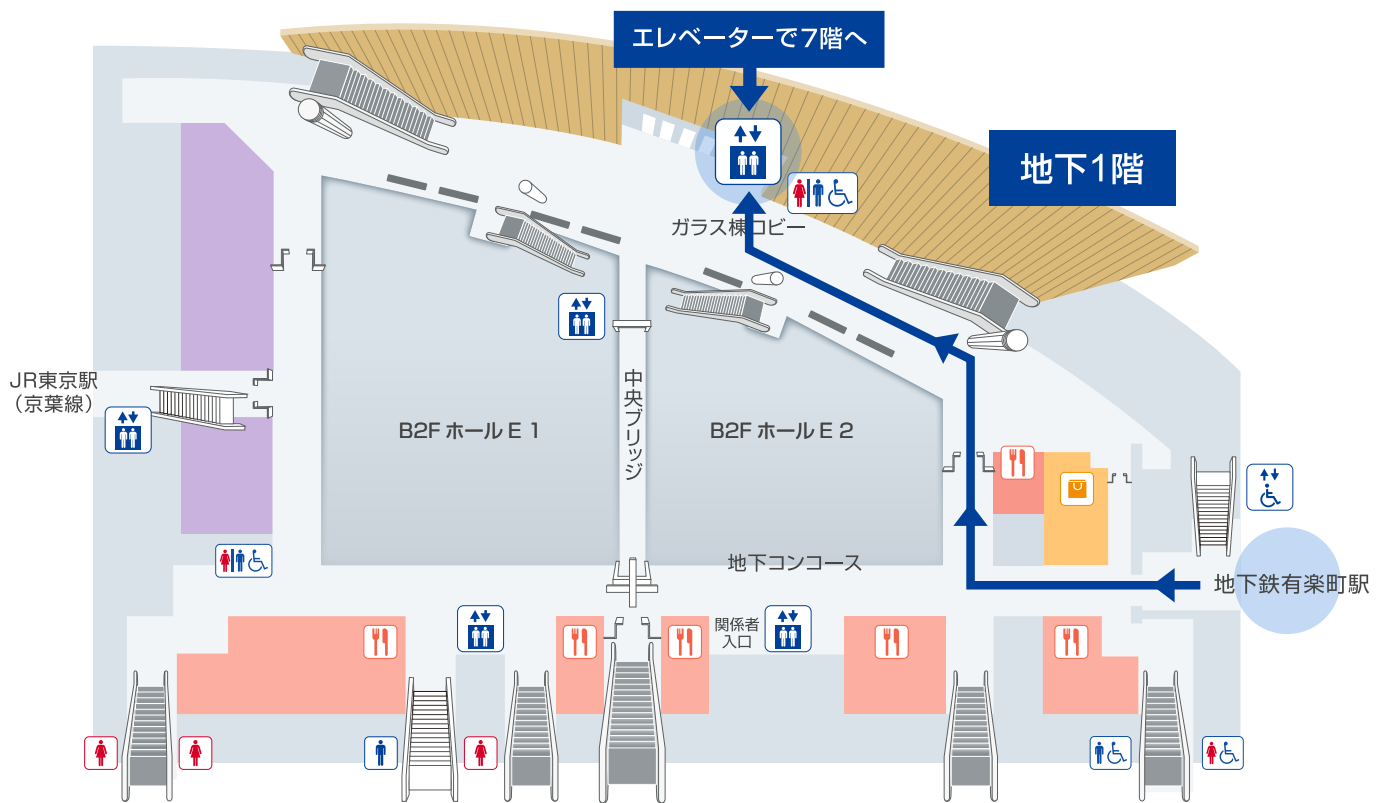 エレベーターで7階へ
地下1階
ガラス棟ロビー
JR東京駅
（京葉線）
中央ブリッジ
B2F ホール E 1
B2F ホール E 2
地下コンコース
地下鉄有楽町駅
関係者
入口